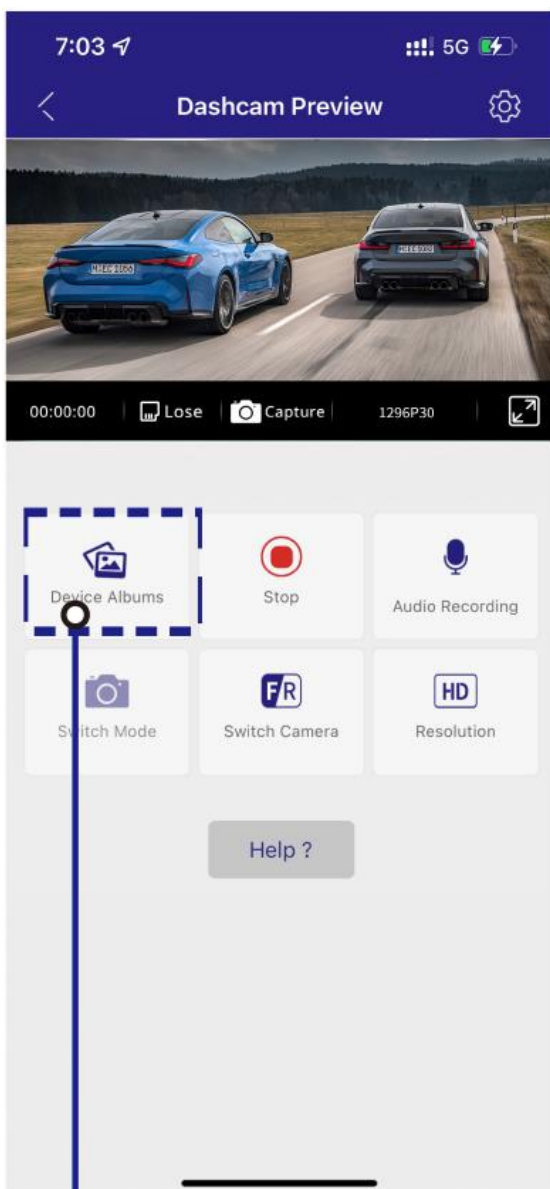 7:03
5G
Dashcam Preview
00:00:00
Lose
Capture
1296P30
Device Albums
Stop
Audio Recording
F/R
HD
Switch Mode
Switch Camera
Resolution
Help ?